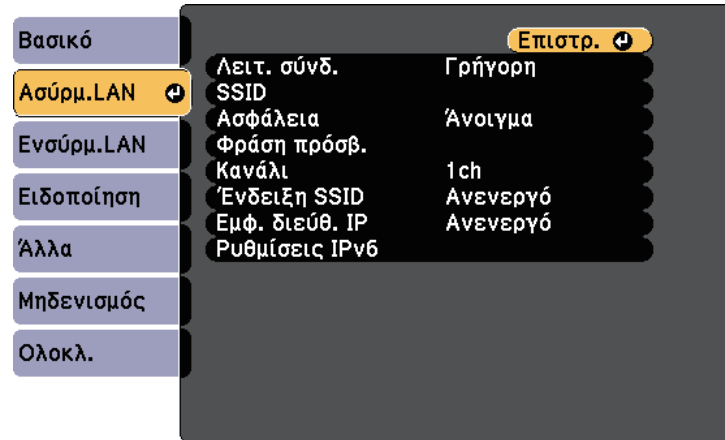 Βασικό
Ασύρμ.LAN
Ενσύρμ.LAN
Ειδοποίηση
Άλλα
Μηδενισμός
Ολοκλ.
Επιστρ.
Λειτ. σύνδ. Γρήγορη
SSID
Ασφάλεια Άνοιγμα
Φράση πρόσβ.
Κανάλι 1ch
Ένδειξη SSID Ανενεργό
Εμφ. διεύθ. IP Ανενεργό
Ρυθμίσεις IPv6